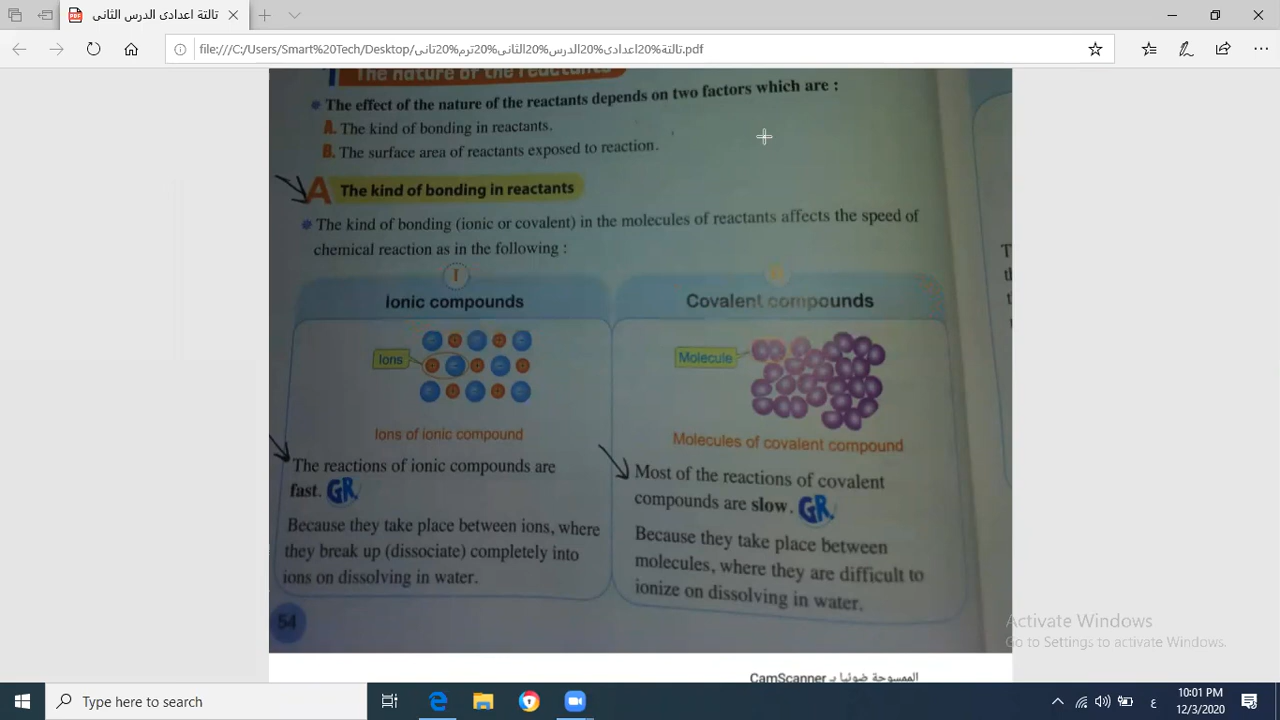 تالتة اعدادى الدرس الثانى
file:///C:/Users/Smart%20Tech/Desktop/تالتة%20اعدادى%20الدرس%20الثانى%20ترم%20تانى.pdf
The nature of the reactants
The effect of the nature of the reactants depends on two factors which are :
A. The kind of bonding in reactants.
B. The surface area of reactants exposed to reaction.
A The kind of bonding in reactants
The kind of bonding (ionic or covalent) in the molecules of reactants affects the speed of
chemical reaction as in the following :
I
Ionic compounds
Ions
Ions of ionic compound
The reactions of ionic compounds are
fast. GR.
Because they take place between ions, where
they break up (dissociate) completely into
ions on dissolving in water.
Covalent compounds
Molecule
Molecules of covalent compound
Most of the reactions of covalent
compounds are slow. GR.
Because they take place between
molecules, where they are difficult to
ionize on dissolving in water.
54
الممسوحة ضوئيا بـ CamScanner
Activate Windows
Go to Settings to activate Windows.
Type here to search
ع
10:01 PM
12/3/2020